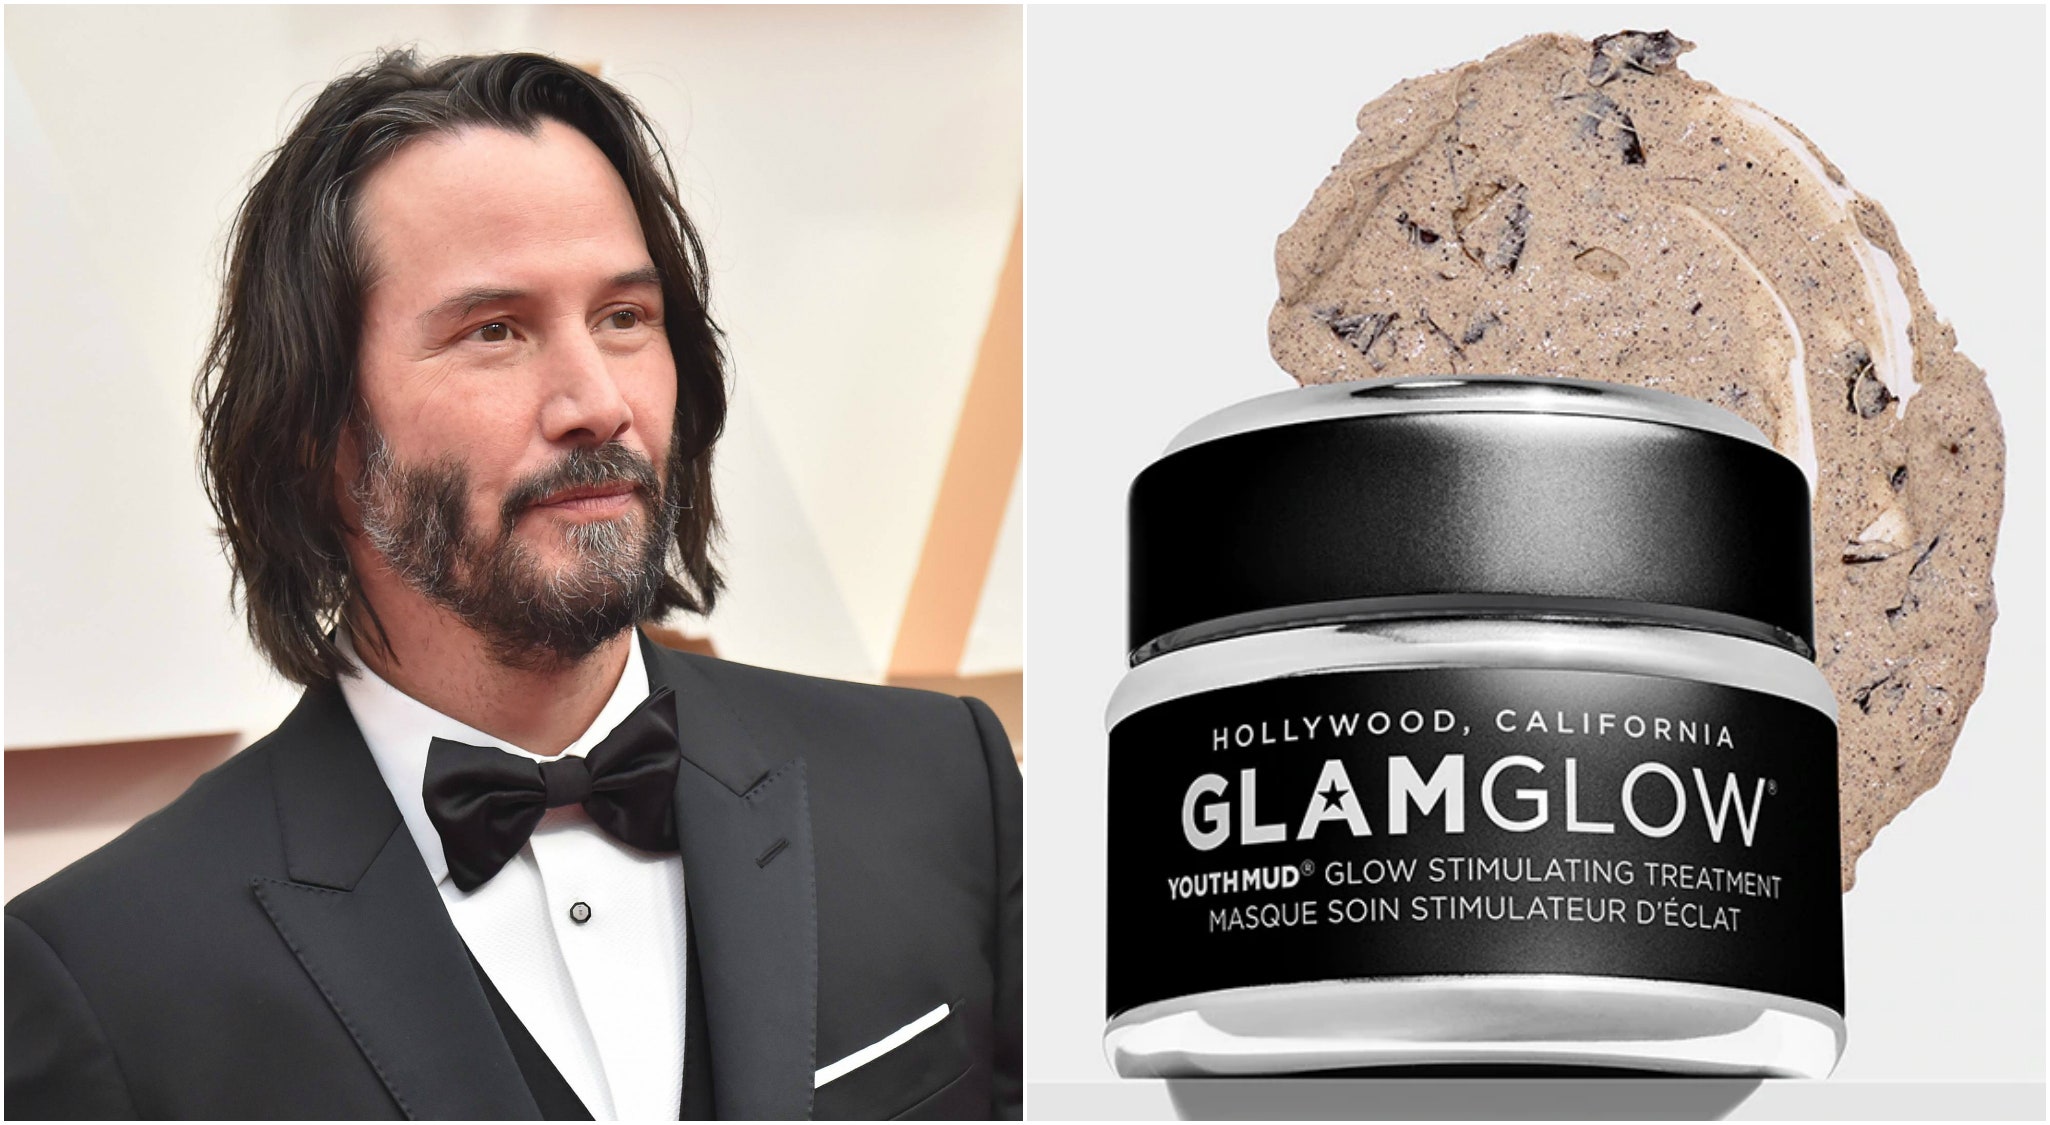 HOLLYWOOD, CALIFORNIA
GLAMGLOW®
YOUTHMUD® GLOW STIMULATING TREATMENT
MASQUE SOIN STIMULATEUR D'ÉCLAT